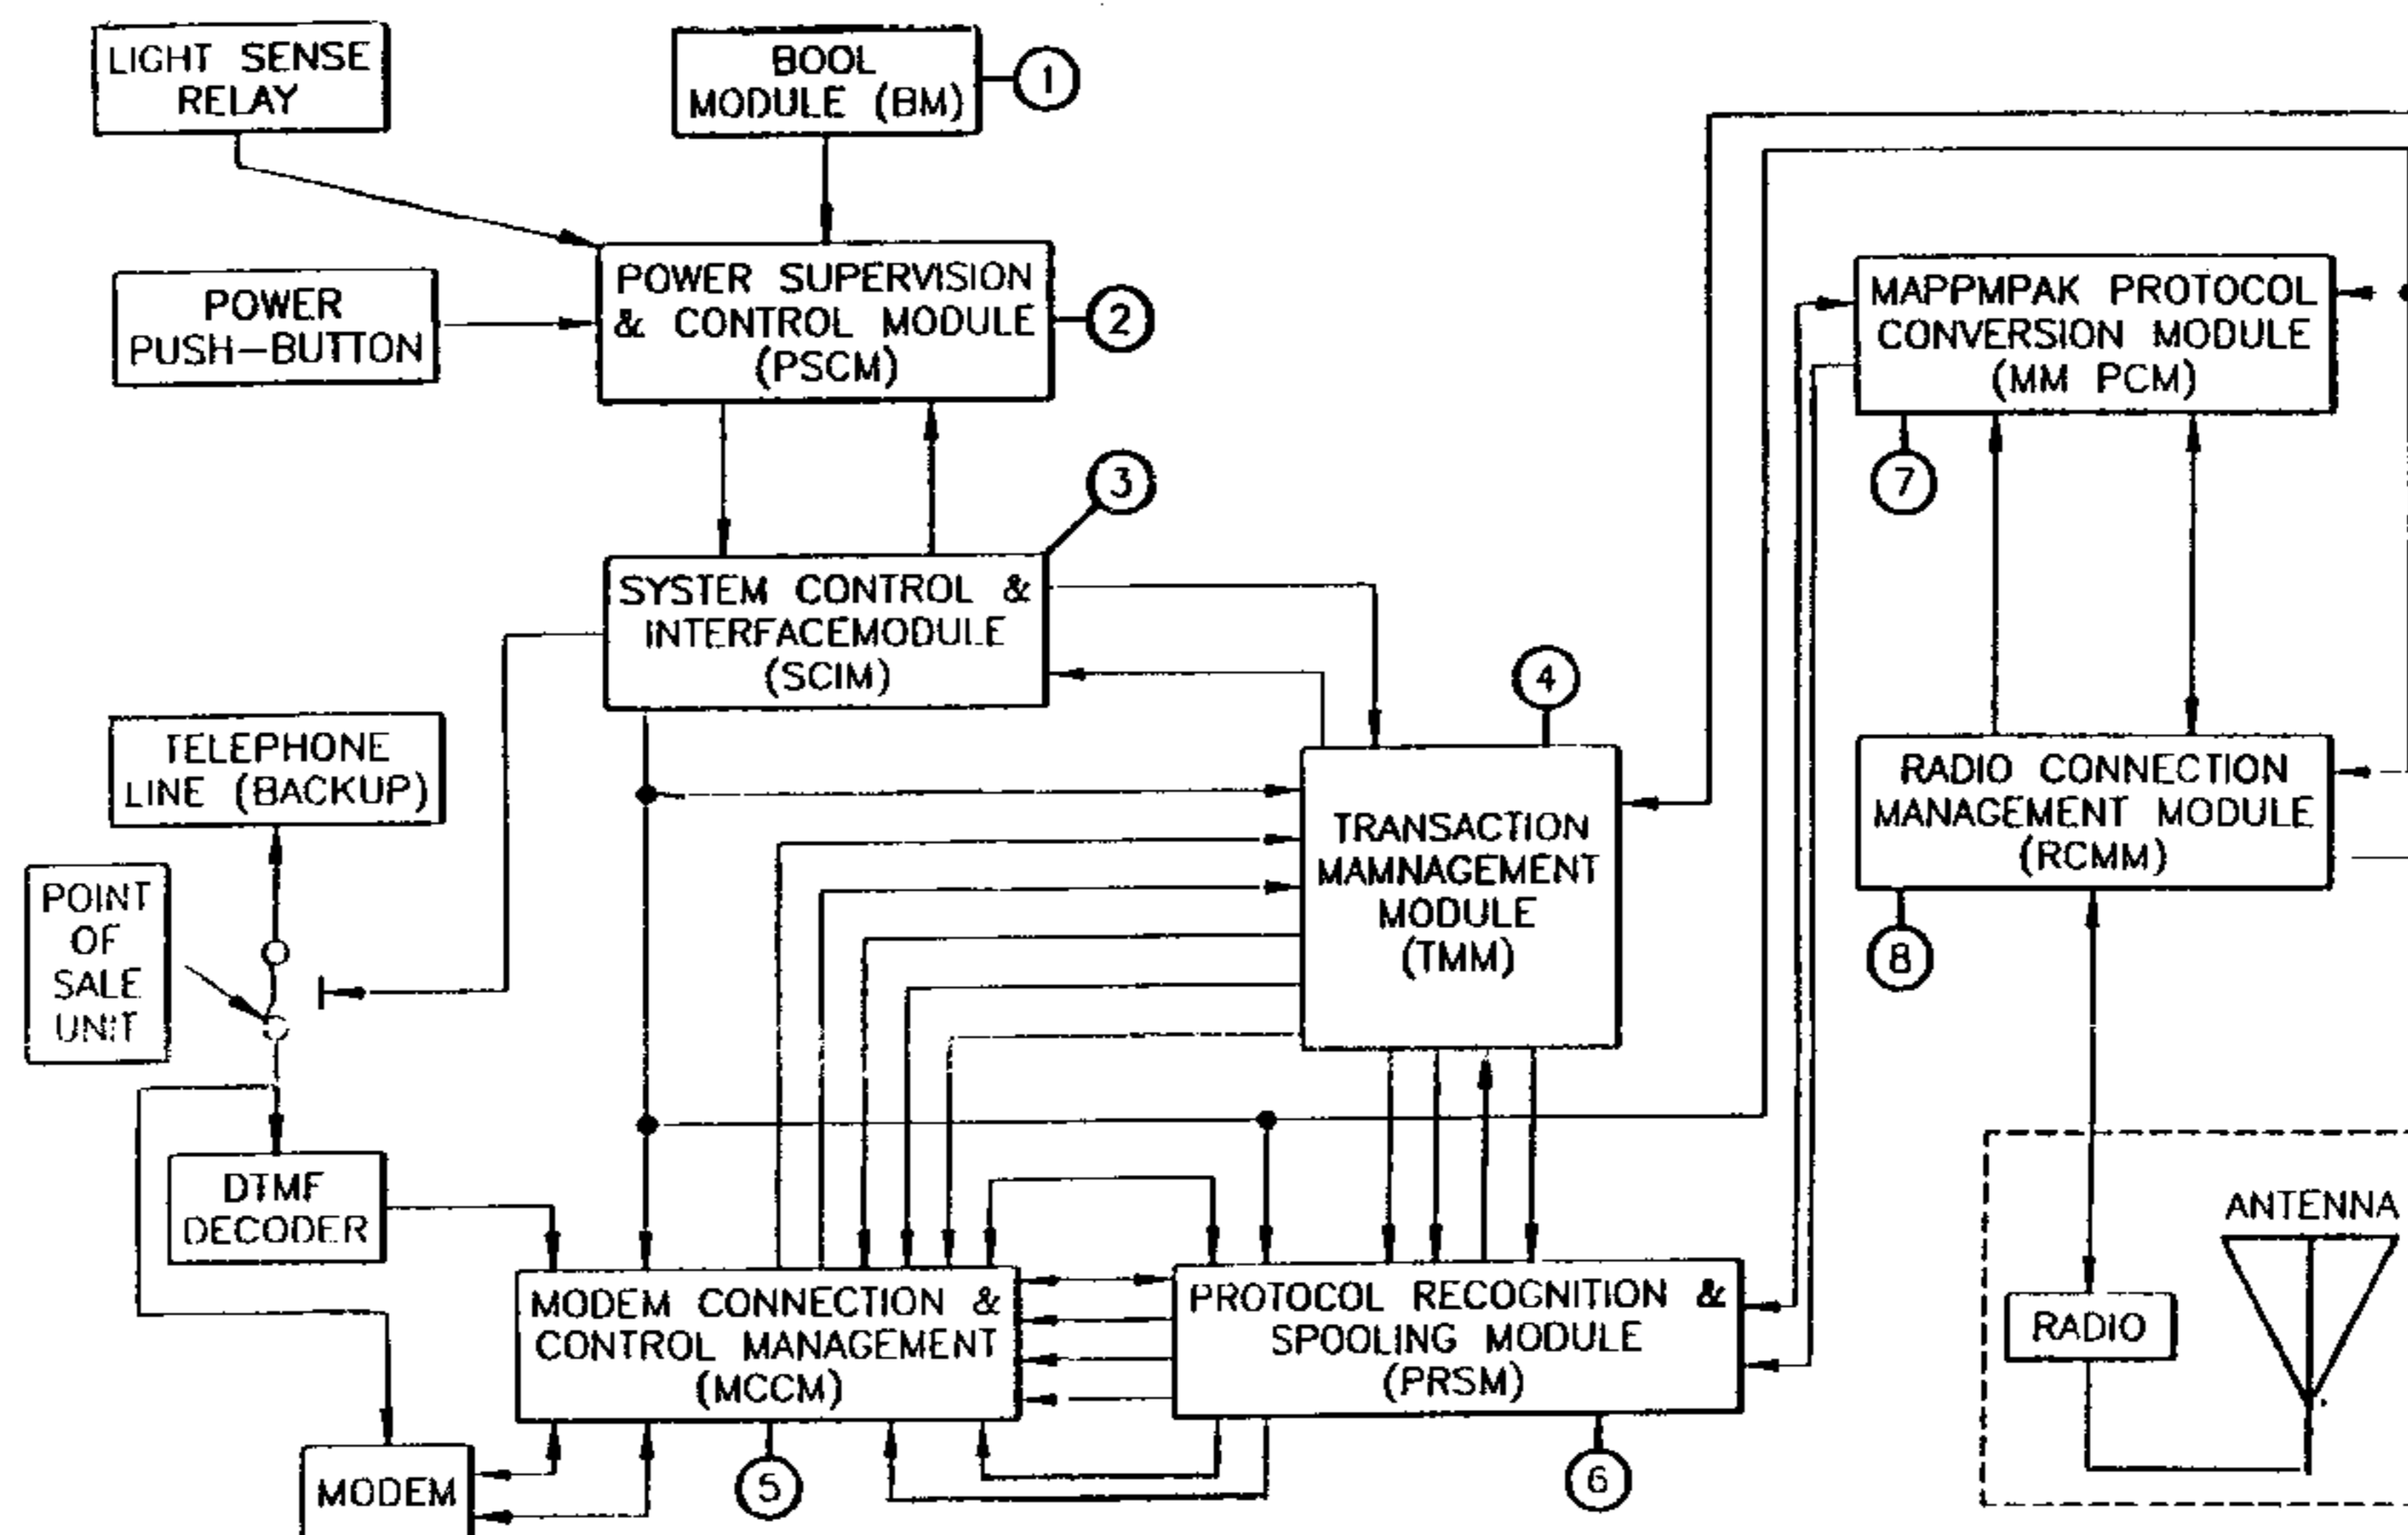 LIGHT SENSE
RELAY
BOOL
MODULE (BM)
1
POWER
PUSH-BUTTON
POWER SUPERVISION
& CONTROL MODULE
(PSCM)
2
MAPPMPAK PROTOCOL
CONVERSION MODULE
(MM PCM)
7
3
SYSTEM CONTROL &
INTERFACEMODULE
(SCIM)
4
TELEPHONE
LINE (BACKUP)
TRANSACTION
MAMNAGEMENT
MODULE
(TMM)
RADIO CONNECTION
MANAGEMENT MODULE
(RCMM)
8
POINT
OF
SALE
UNIT
DTMF
DECODER
ANTENNA
RADIO
MODEM CONNECTION &
CONTROL MANAGEMENT
(MCCM)
5
PROTOCOL RECOGNITION &
SPOOLING MODULE
(PRSM)
6
MODEM